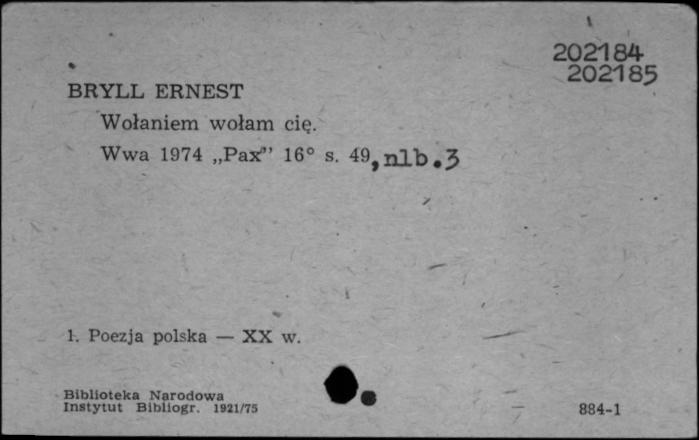 202184
202185
BRYLL ERNEST
Wołaniem wołam cię.
Wwa 1974 „Pax” 16° s. 49, nlb. 3
1. Poezja polska — XX w.
Biblioteka Narodowa
Instytut Bibliogr. 1921/75
884-1